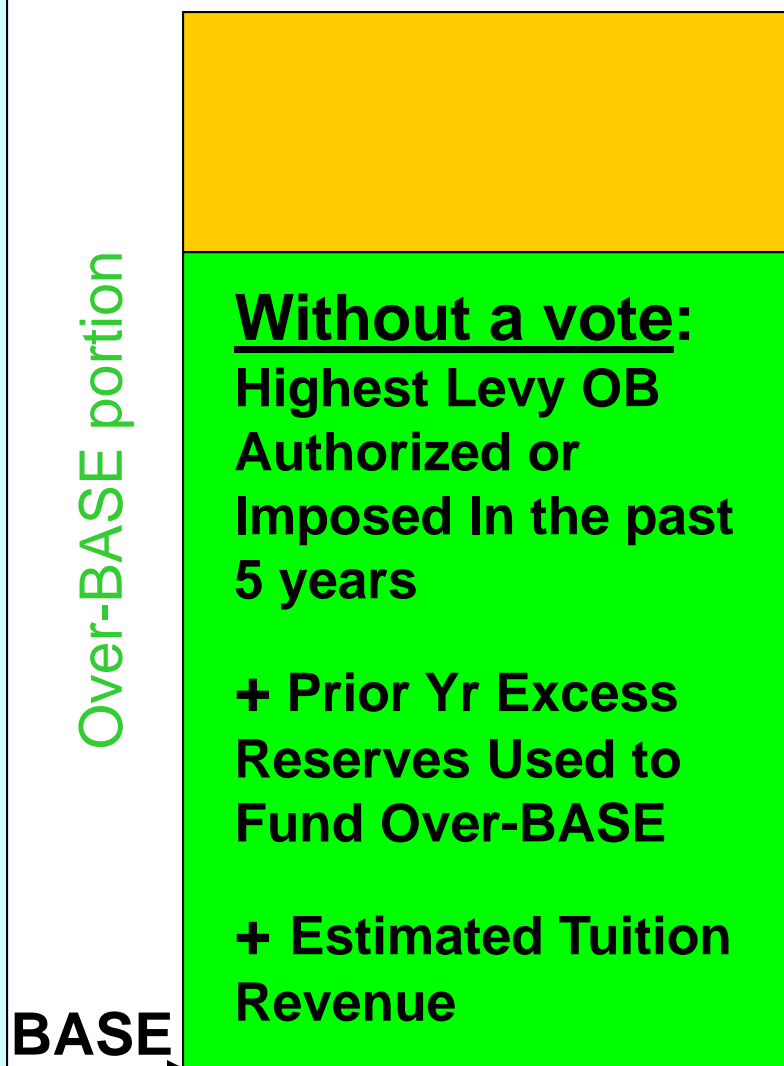 Over-BASE portion
Without a vote:
Highest Levy OB
Authorized or
Imposed In the past
5 years
+ Prior Yr Excess
Reserves Used to
Fund Over-BASE
+ Estimated Tuition
Revenue
BASE